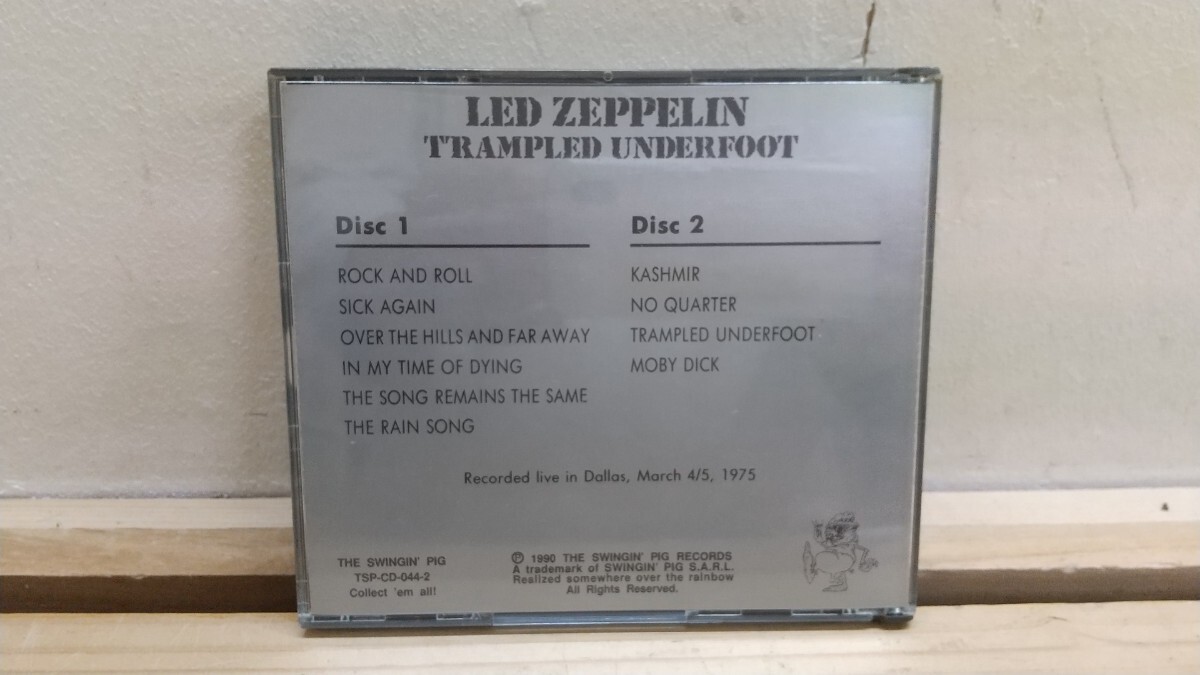 LED ZEPPELIN
TRAMPLED UNDERFOOT
Disc 1
ROCK AND ROLL
SICK AGAIN
OVER THE HILLS AND FAR AWAY
IN MY TIME OF DYING
THE SONG REMAINS THE SAME
THE RAIN SONG
Disc 2
KASHMIR
NO QUARTER
TRAMPLED UNDERFOOT
MOBY DICK
Recorded live in Dallas, March 4/5, 1975
THE SWINGIN' PIG
TSP-CD-044-2
Collect 'em all!
℗ 1990 THE SWINGIN' PIG RECORDS
A trademark of SWINGIN' PIG S.A.R.L.
Realized somewhere over the rainbow
All Rights Reserved.